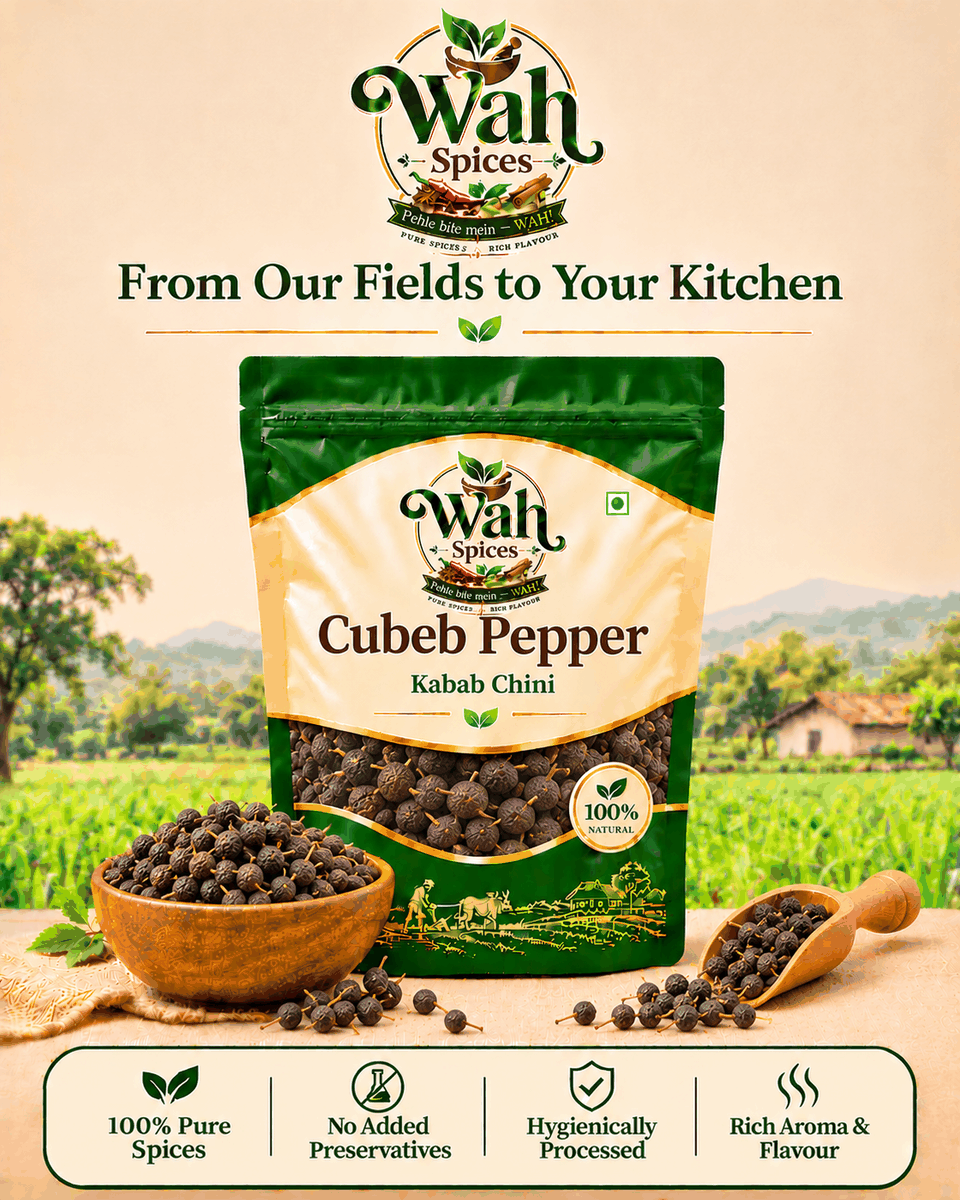 Wah
Spices
Pehle bite mein – WAH!
PURE SPICES RICH FLAVOUR
From Our Fields to Your Kitchen
Wah
Spices
Pehle bite mein – WAH!
PURE SPICES RICH FLAVOUR
Cubeb Pepper
Kabab Chini
100%
NATURAL
100% Pure
Spices
No Added
Preservatives
Hygienically
Processed
Rich Aroma &
Flavour